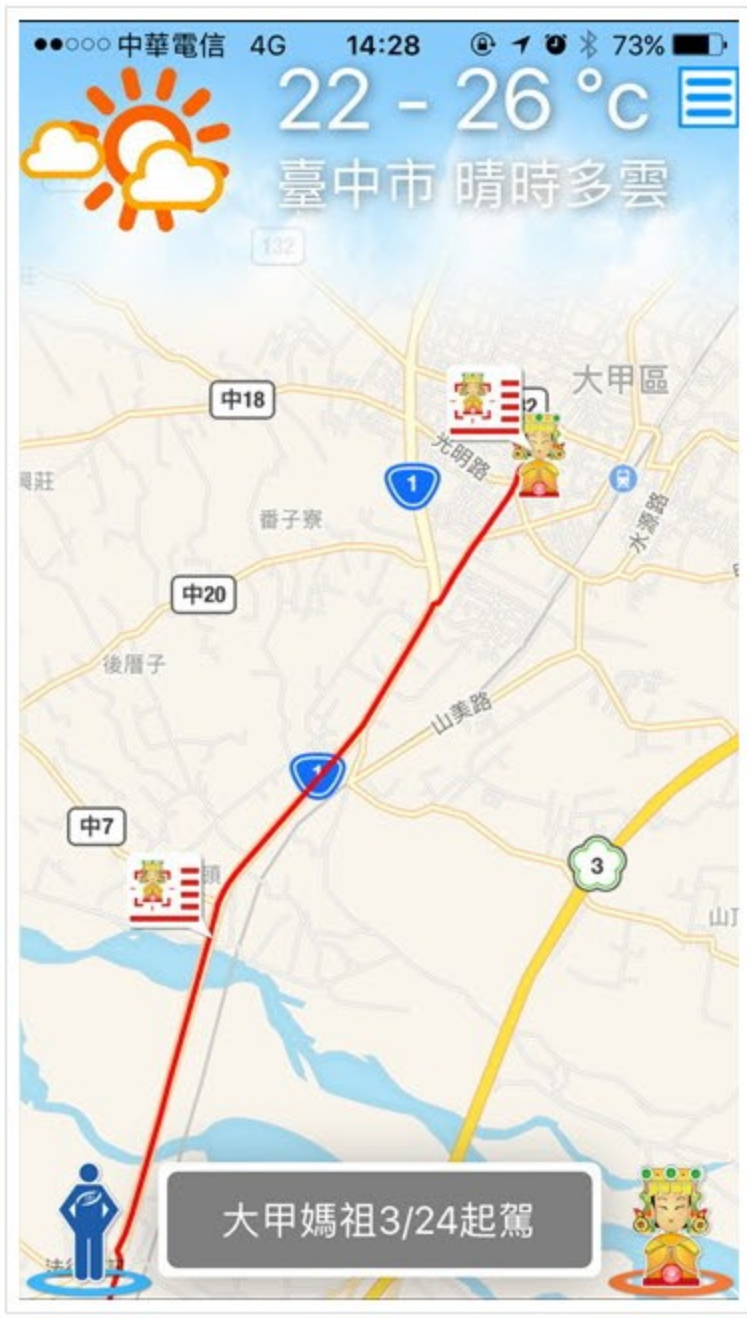 中華電信 4G 14:28 73%
22 - 26 °c
臺中市 晴時多雲
132
大甲區
中18
光明路
1
水源路
番子寮
中20
後厝子
山美路
1
中7
3
大甲媽祖3/24起駕